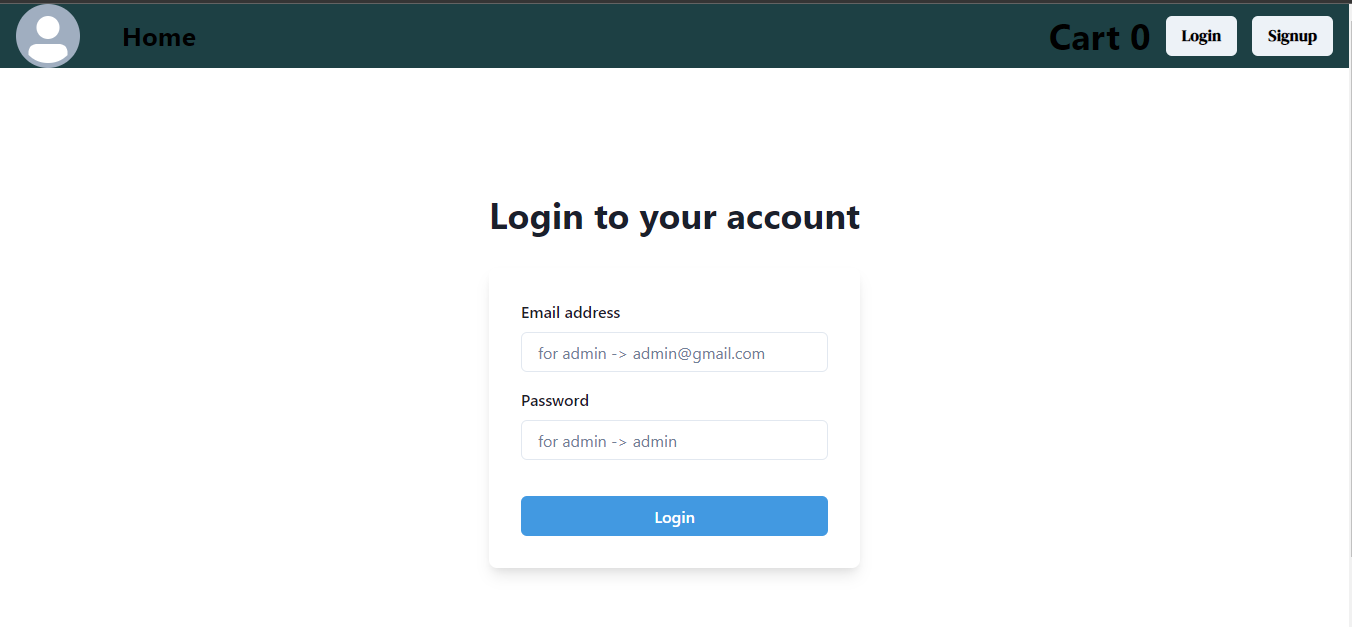 Home
Cart 0
Login
Signup
Login to your account
Email address
for admin -> admin@gmail.com
Password
for admin -> admin
Login